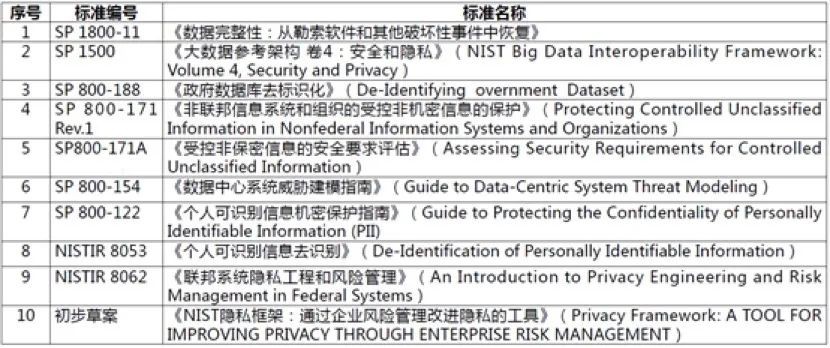 序号 标准编号 标准名称
1 SP 1800-11 《数据完整性：从勒索软件和其他破坏性事件中恢复》
2 SP 1500 《大数据参考架构 卷4：安全和隐私》（NIST Big Data Interoperability Framework:
Volume 4, Security and Privacy）
3 SP 800-188 《政府数据库去标识化》（De-Identifying overnment Dataset）
4 SP 800-171 《非联邦信息系统和组织的受控非机密信息的保护》（Protecting Controlled Unclassified
Rev.1 Information in Nonfederal Information Systems and Organizations）
5 SP800-171A 《受控非保密信息的安全要求评估》（Assessing Security Requirements for Controlled
Unclassified Information）
6 SP 800-154 《数据中心系统威胁建模指南》（Guide to Data-Centric System Threat Modeling）
7 SP 800-122 《个人可识别信息机密保护指南》（Guide to Protecting the Confidentiality of Personally
Identifiable Information (PII)
8 NISTIR 8053 《个人可识别信息去识别》（De-Identification of Personally Identifiable Information）
9 NISTIR 8062 《联邦系统隐私工程和风险管理》（An Introduction to Privacy Engineering and Risk
Management in Federal Systems）
10 初步草案 《NIST隐私框架：通过企业风险管理改进隐私的工具》（Privacy Framework: A TOOL FOR
IMPROVING PRIVACY THROUGH ENTERPRISE RISK MANAGEMENT）